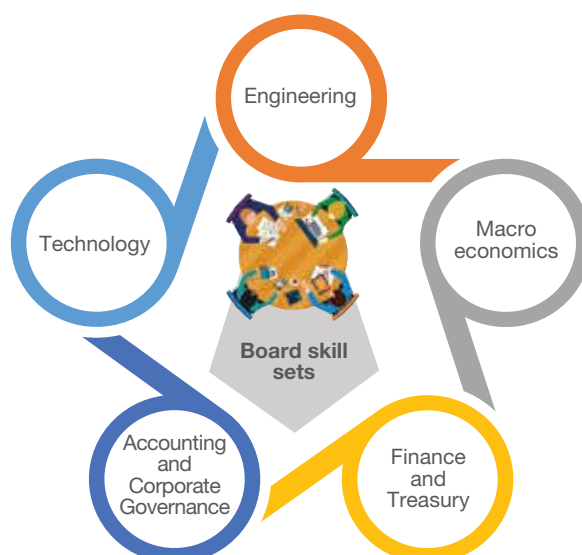 Engineering
Macro
economics
Finance
and
Treasury
Accounting
and
Corporate
Governance
Technology
Board skill
sets